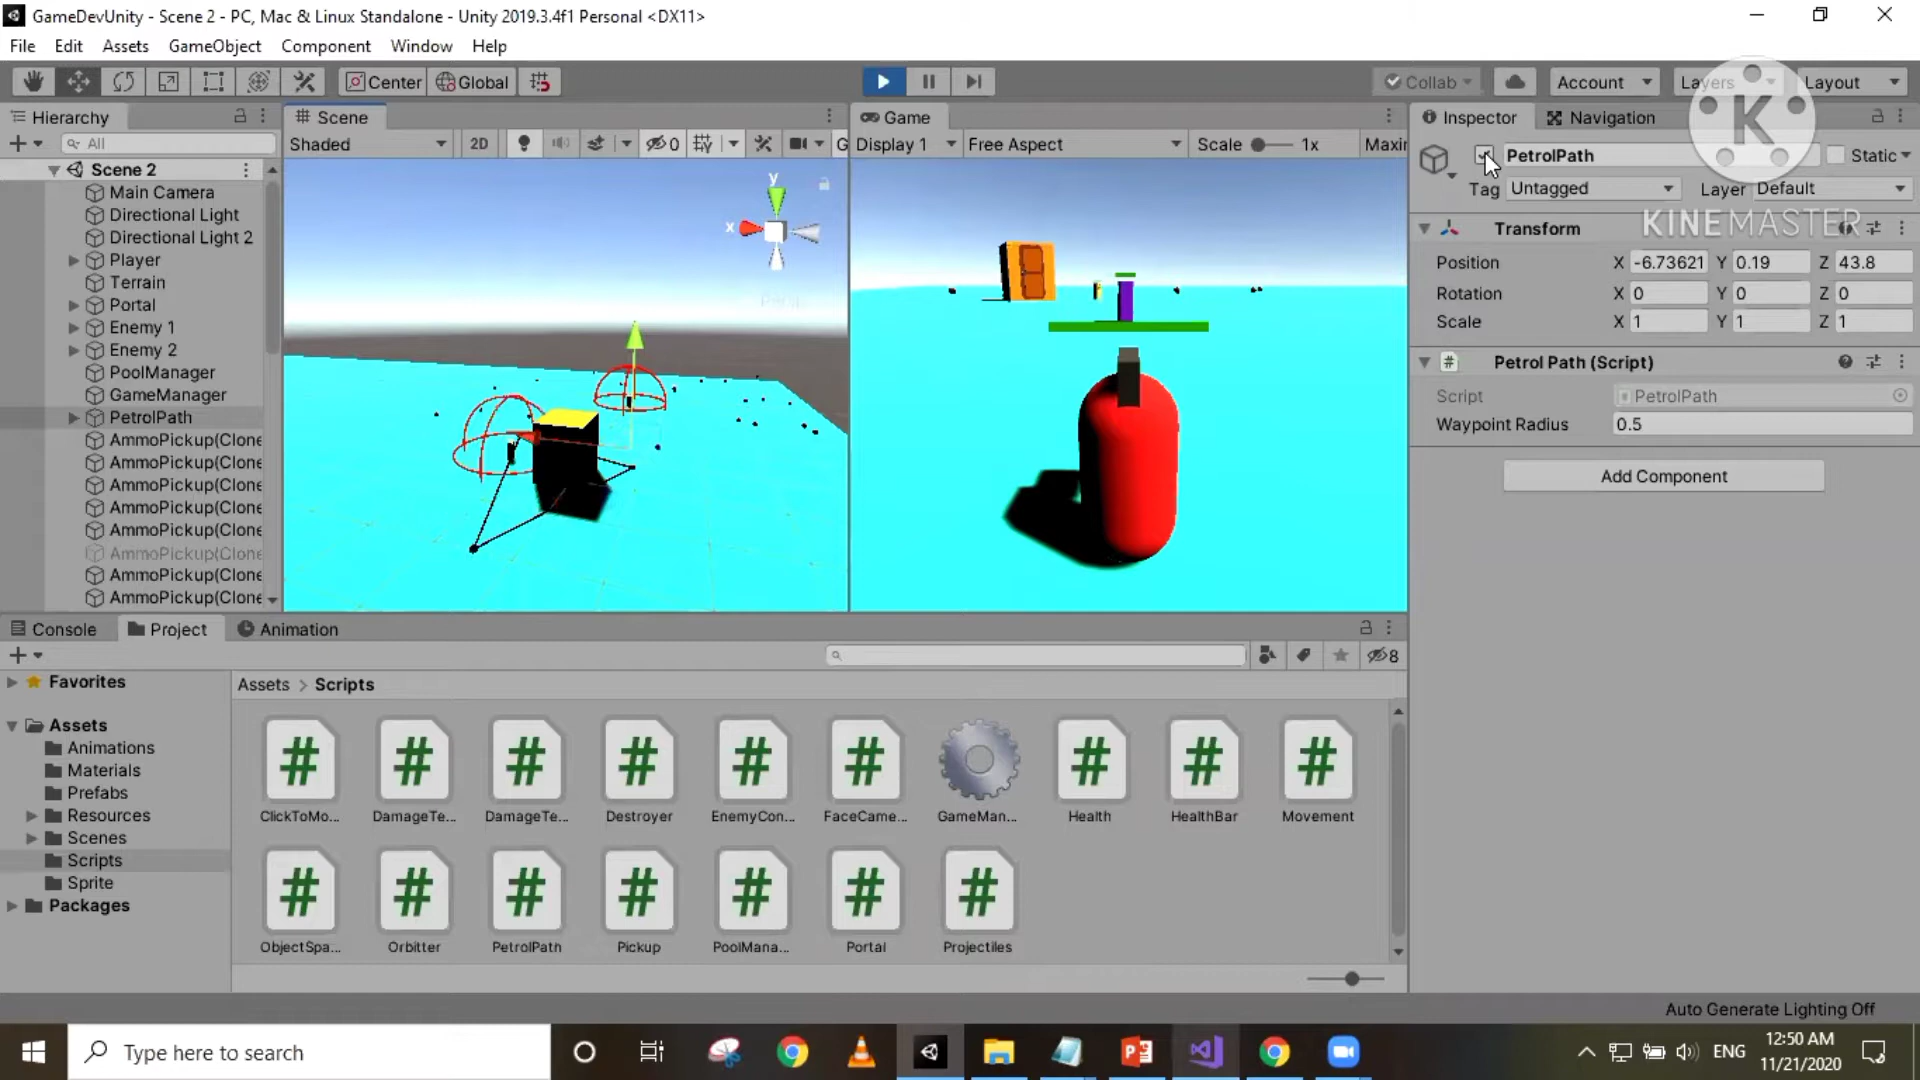 GameDevUnity - Scene 2 - PC, Mac & Linux Standalone - Unity 2019.3.4f1 Personal <DX11>
File Edit Assets GameObject Component Window Help
Center Global Collab Account Layers Layout
K
Hierarchy
All
Scene 2
Main Camera
Directional Light
Directional Light 2
Player
Terrain
Portal
Enemy 1
Enemy 2
PoolManager
GameManager
PetrolPath
AmmoPickup(Clone
AmmoPickup(Clone
AmmoPickup(Clone
AmmoPickup(Clone
AmmoPickup(Clone
AmmoPickup(Clone
AmmoPickup(Clone
AmmoPickup(Clone
Scene
Shaded 2D 0 G
y
x
Game
Display 1 Free Aspect Scale 1x Maxi
Inspector Navigation
PetrolPath Static
Tag Untagged Layer Default
KINEMASTER
Transform
Position X -6.73621 Y 0.19 Z 43.8
Rotation X 0 Y 0 Z 0
Scale X 1 Y 1 Z 1
Petrol Path (Script)
Script PetrolPath
Waypoint Radius 0.5
Add Component
Console Project Animation
8
Favorites
Assets
Animations
Materials
Prefabs
Resources
Scenes
Scripts
Sprite
Packages
Assets > Scripts
ClickToMo... DamageTe... DamageTe... Destroyer EnemyCon... FaceCame... GameMan... Health HealthBar Movement
ObjectSpa... Orbitter PetrolPath Pickup PoolMana... Portal Projectiles
Auto Generate Lighting Off
Type here to search
ENG
12:50 AM
11/21/2020